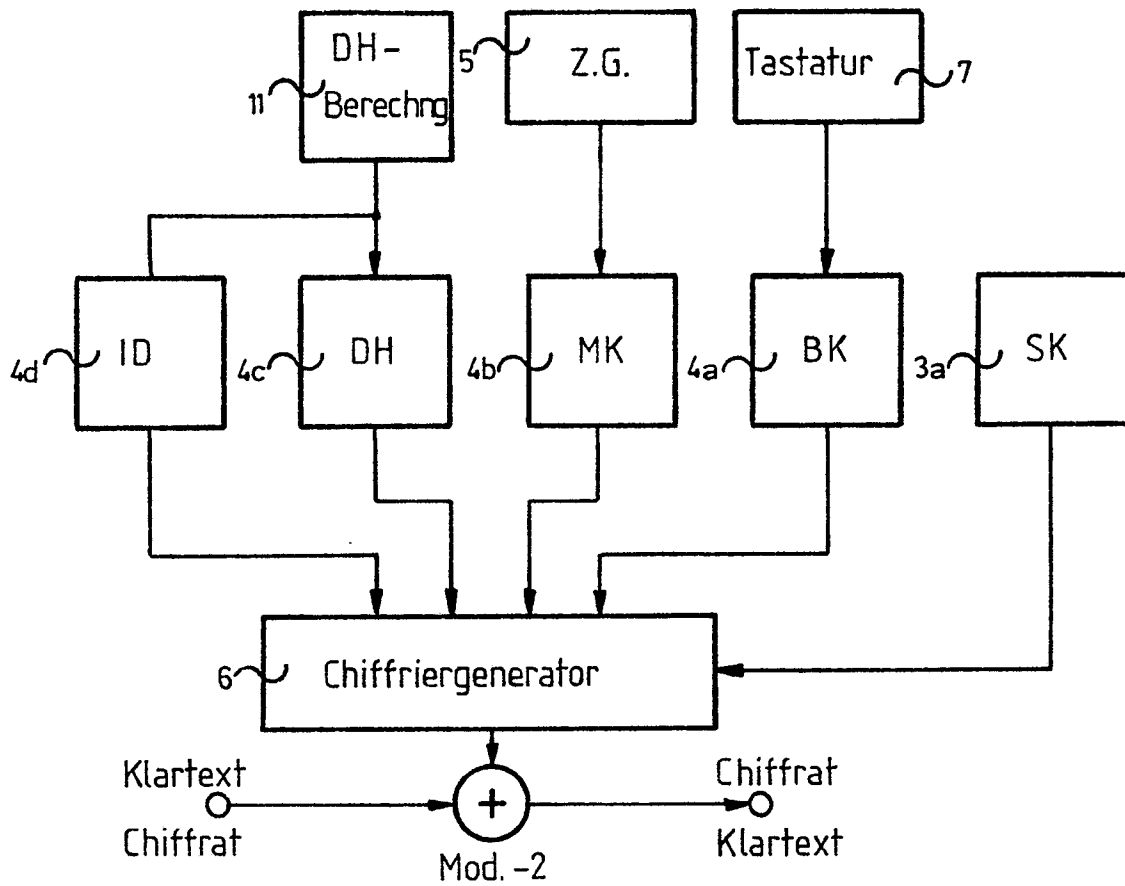 DH-
Berechng
11
5
Z.G.
Tastatur
7
4d
ID
4c
DH
4b
MK
4a
BK
3a
SK
6
Chiffriergenerator
Klartext
Chiffrat
Chiffrat
Klartext
Mod. -2